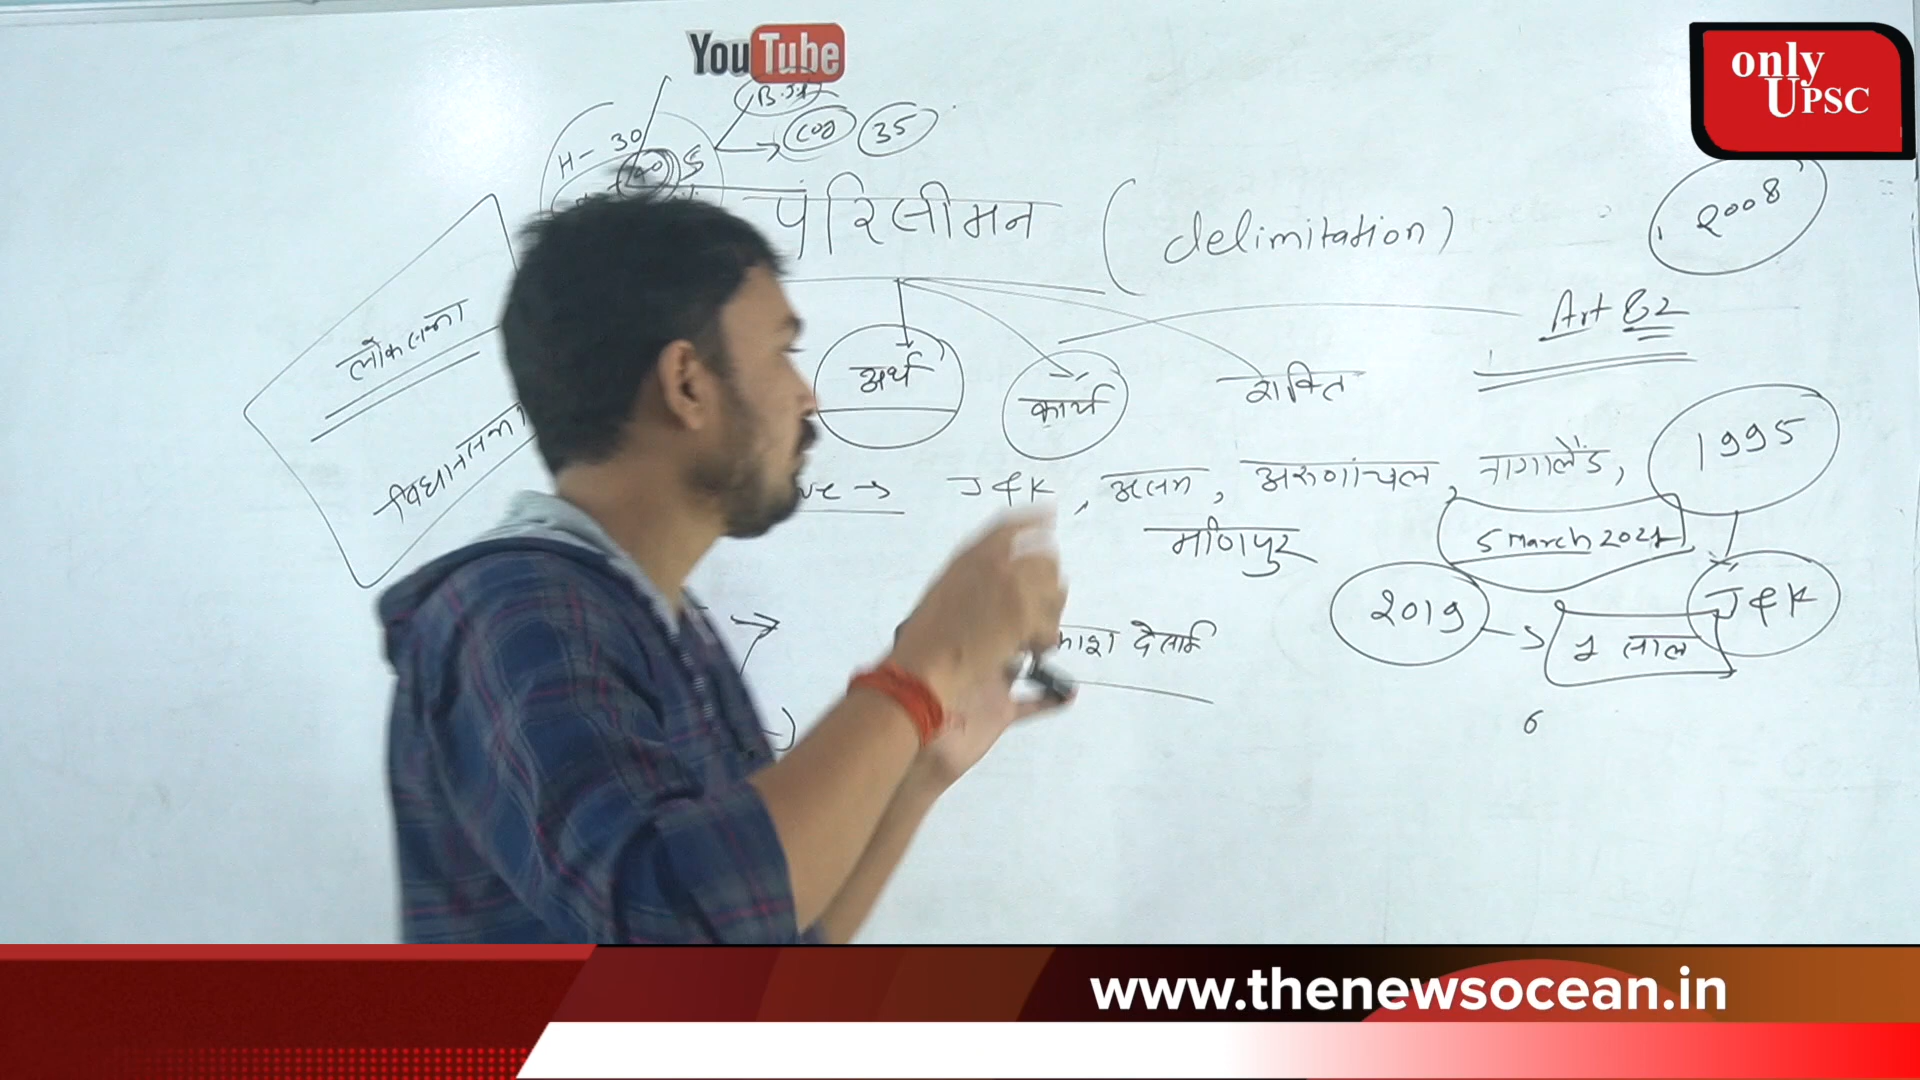 YouTube
only
UPSC
B.J.P
H - 30
35
2008
परिसीमन (delimitation)
Art 82
लोकसभा
विधानसभा
अर्थ
कार्य
शक्ति
→ J&K, असम, अरुणांचल, नागालैंड,
मणिपुर
1995
5 March 2021
2019 → 1 साल
J&K
देसाई
6
www.thenewsocean.in